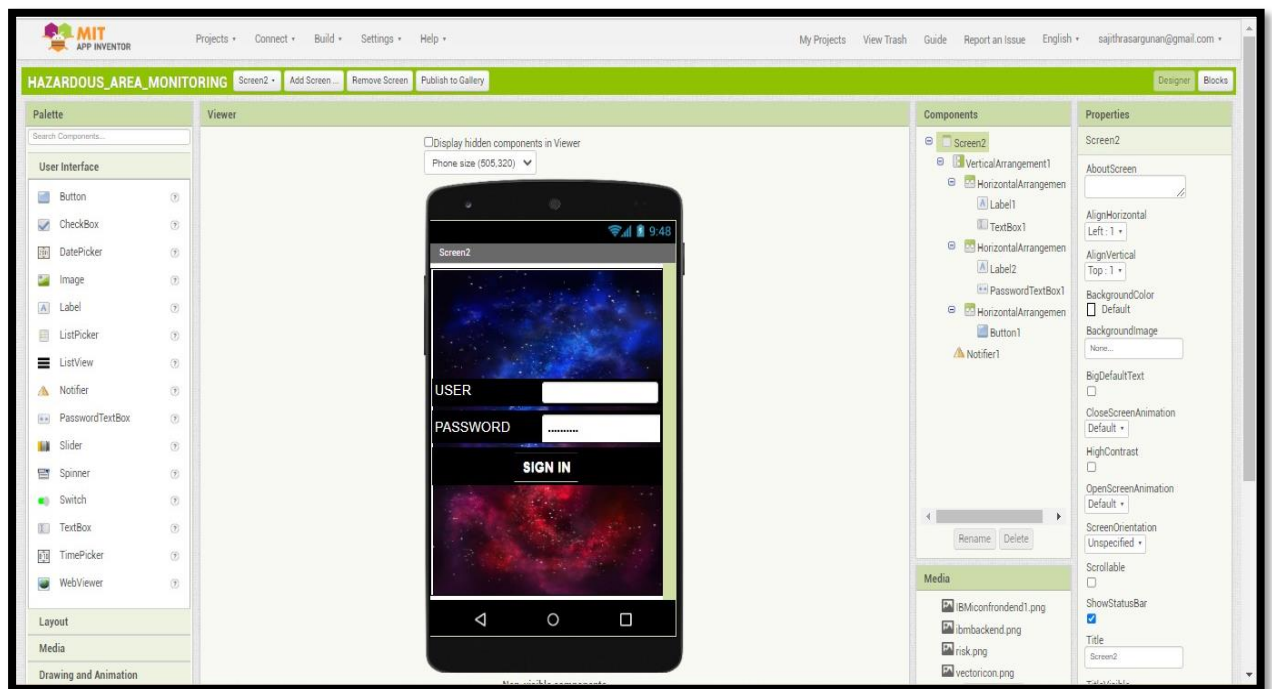 MIT
APP INVENTOR
Projects Connect Build Settings Help
My Projects View Trash Guide Report an Issue English sajithrasargunan@gmail.com
HAZARDOUS_AREA_MONITORING Screen2 Add Screen ... Remove Screen Publish to Gallery Designer Blocks
Palette
Search Components...
User Interface
Button
CheckBox
DatePicker
Image
Label
ListPicker
ListView
Notifier
PasswordTextBox
Slider
Spinner
Switch
TextBox
TimePicker
WebViewer
Layout
Media
Drawing and Animation
Viewer
Display hidden components in Viewer
Phone size (505,320)
9:48
Screen2
USER
PASSWORD
SIGN IN
Components
Screen2
VerticalArrangement1
HorizontalArrangemen
Label1
TextBox1
HorizontalArrangemen
Label2
PasswordTextBox1
HorizontalArrangemen
Button1
Notifier1
Rename Delete
Media
IBMiconfrondend1.png
ibmbackend.png
risk.png
vectoricon.png
Properties
Screen2
AboutScreen
AlignHorizontal
Left : 1
AlignVertical
Top : 1
BackgroundColor
Default
BackgroundImage
None...
BigDefaultText
CloseScreenAnimation
Default
HighContrast
OpenScreenAnimation
Default
ScreenOrientation
Unspecified
Scrollable
ShowStatusBar
Title
Screen2